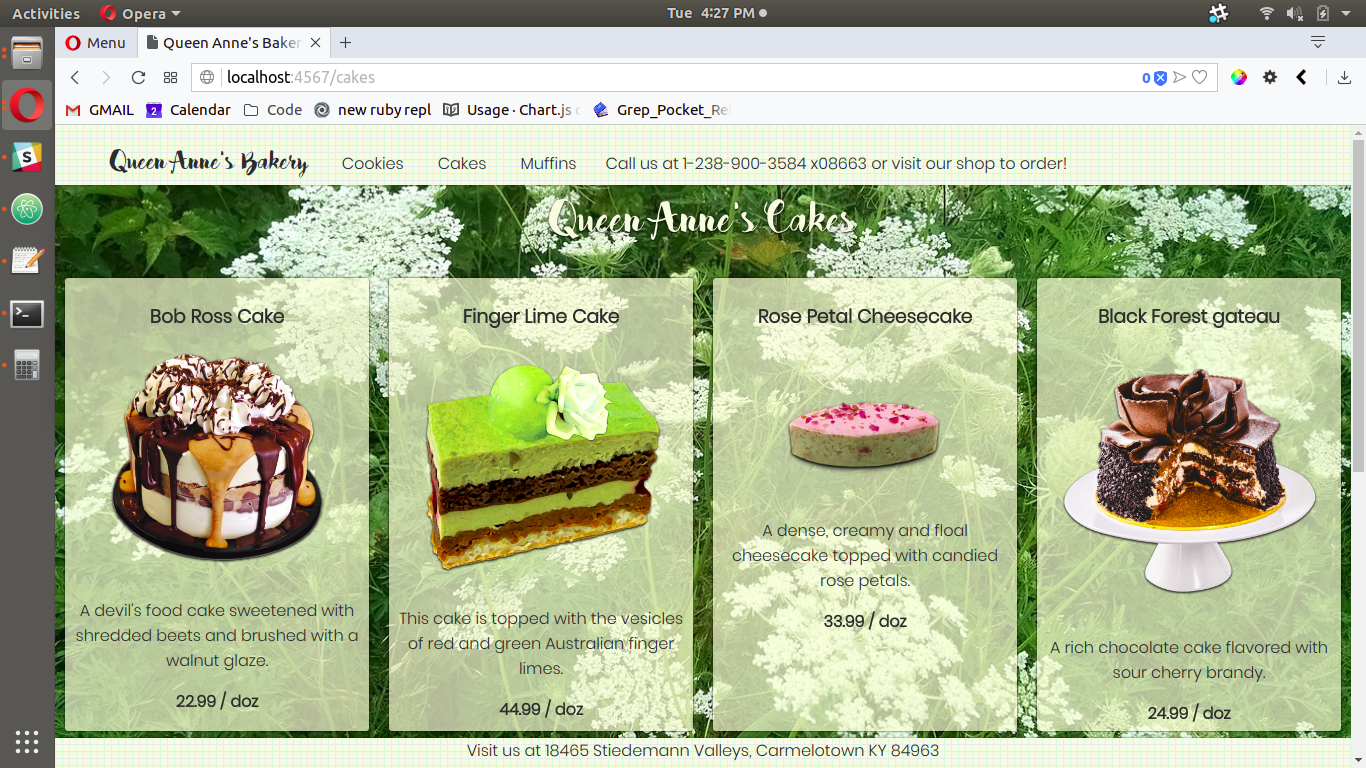 Activities Opera Tue 4:27 PM
Menu Queen Anne's Baker
localhost:4567/cakes 0
GMAIL 2 Calendar Code new ruby repl Usage · Chart.js Grep_Pocket_Re
Queen Anne's Bakery Cookies Cakes Muffins Call us at 1-238-900-3584 x08663 or visit our shop to order!
Queen Anne's Cakes
Bob Ross Cake
A devil's food cake sweetened with
shredded beets and brushed with a
walnut glaze.
22.99 / doz
Finger Lime Cake
This cake is topped with the vesicles
of red and green Australian finger
limes.
44.99 / doz
Rose Petal Cheesecake
A dense, creamy and floal
cheesecake topped with candied
rose petals.
33.99 / doz
Black Forest gateau
A rich chocolate cake flavored with
sour cherry brandy.
24.99 / doz
Visit us at 18465 Stiedemann Valleys, Carmelotown KY 84963